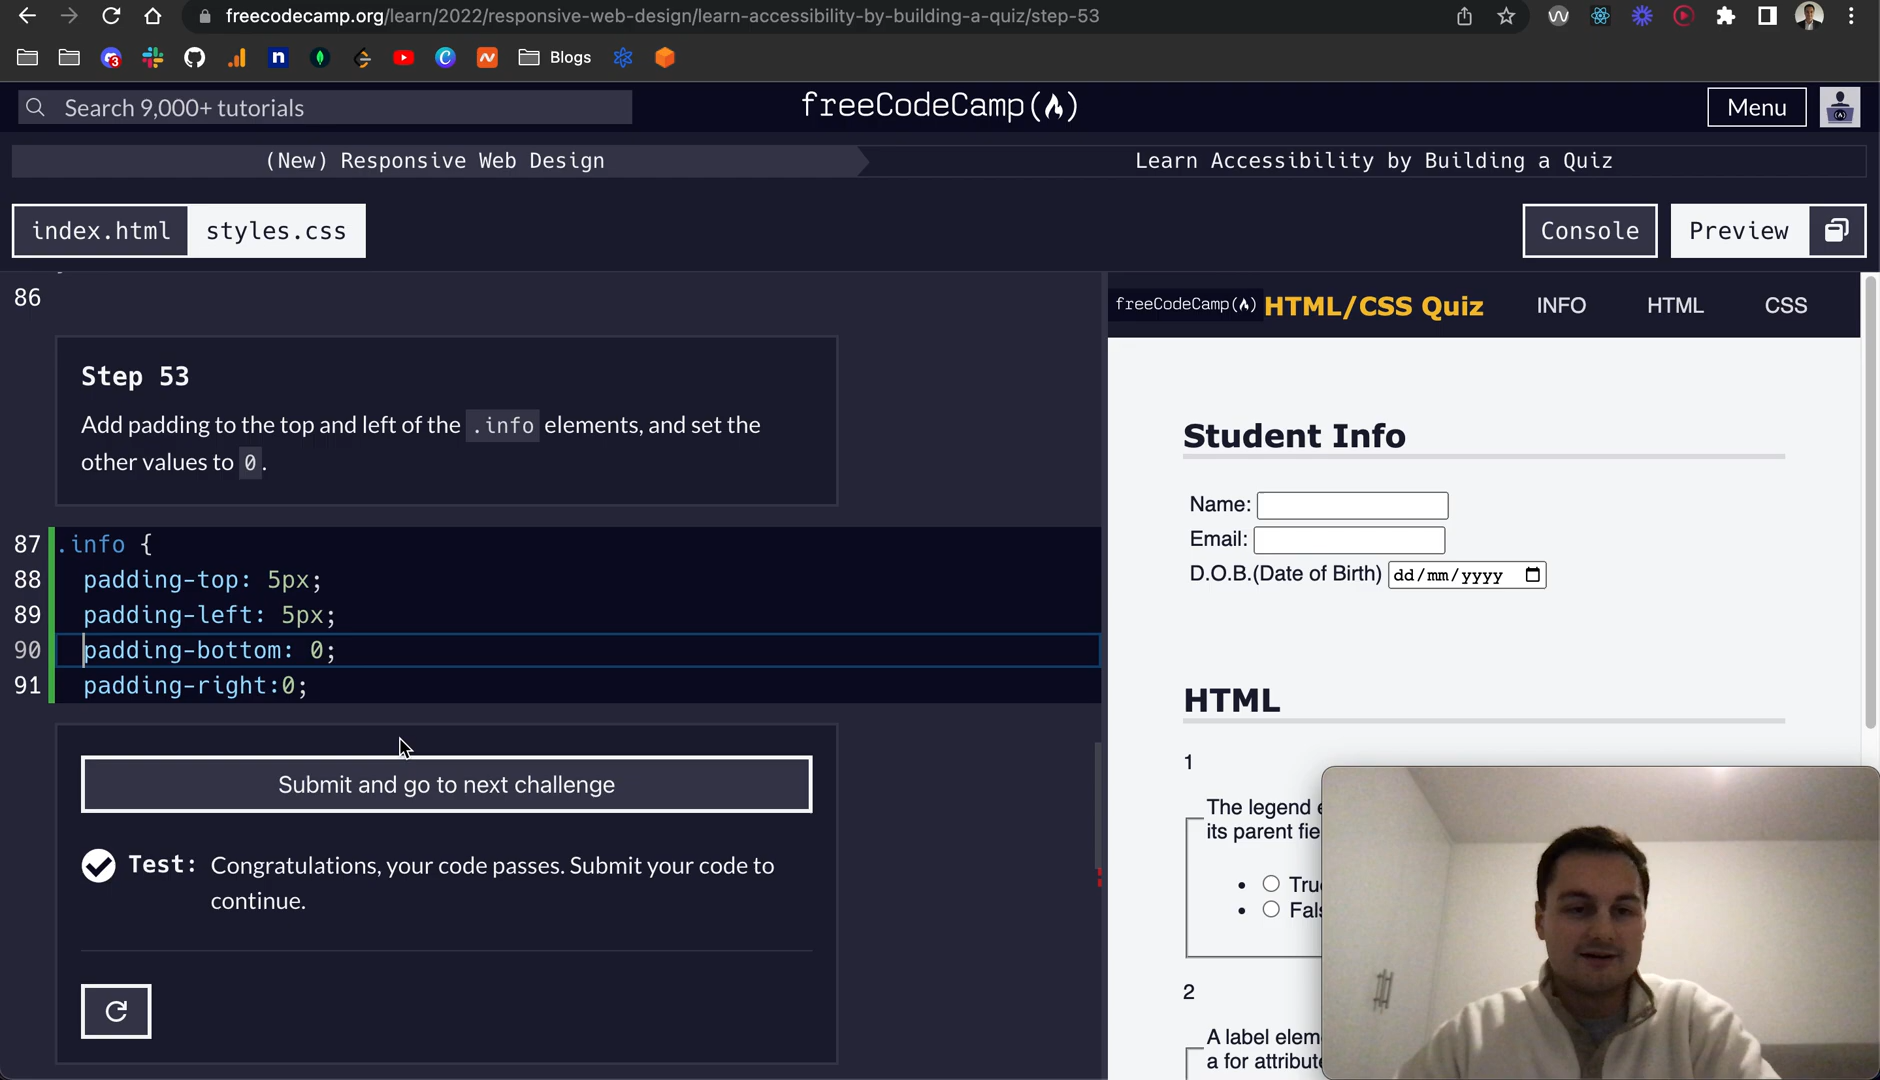 freecodecamp.org/learn/2022/responsive-web-design/learn-accessibility-by-building-a-quiz/step-53
3
n
Blogs
Search 9,000+ tutorials
freeCodeCamp(🔥)
Menu
(New) Responsive Web Design
Learn Accessibility by Building a Quiz
index.html
styles.css
Console
Preview
86
Step 53
Add padding to the top and left of the .info elements, and set the
other values to 0.
87 .info {
88 padding-top: 5px;
89 padding-left: 5px;
90 padding-bottom: 0;
91 padding-right:0;
Submit and go to next challenge
Test: Congratulations, your code passes. Submit your code to
continue.
freeCodeCamp(🔥) HTML/CSS Quiz INFO HTML CSS
Student Info
Name:
Email:
D.O.B.(Date of Birth) dd/mm/yyyy
HTML
1
The legend
its parent fie
Tru
Fals
2
A label elem
a for attribute